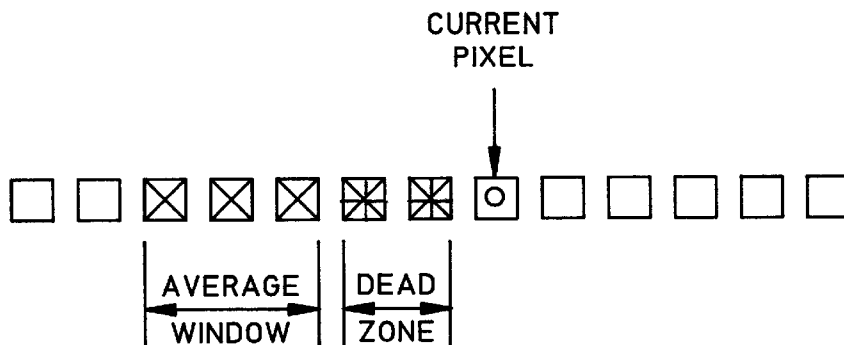 CURRENT
PIXEL
AVERAGE
WINDOW
DEAD
ZONE